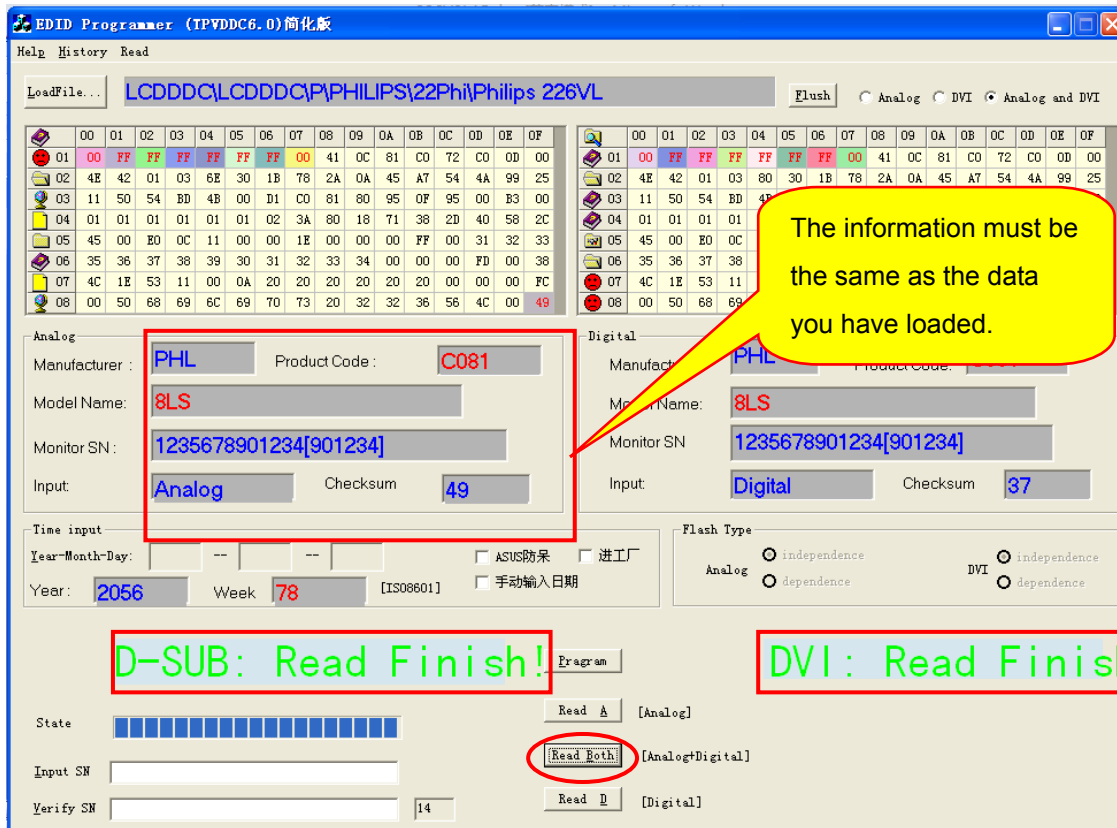 EDID Programmer (TPVDDC6.0)简化版
Help History Read
LoadFile... LCDDDC\LCDDDC\P\PHILIPS\22Phi\Philips 226VL Flush Analog DVI Analog and DVI
00 01 02 03 04 05 06 07 08 09 0A 0B 0C 0D 0E 0F
01 00 FF FF FF FF FF FF 00 41 0C 81 C0 72 C0 0D 00
02 4E 42 01 03 6E 30 1B 78 2A 0A 45 A7 54 4A 99 25
03 11 50 54 BD 4B 00 D1 C0 81 80 95 0F 95 00 B3 00
04 01 01 01 01 01 01 02 3A 80 18 71 38 2D 40 58 2C
05 45 00 E0 0C 11 00 00 1E 00 00 00 FF 00 31 32 33
06 35 36 37 38 39 30 31 32 33 34 00 00 00 FD 00 38
07 4C 1E 53 11 00 0A 20 20 20 20 20 20 00 00 00 FC
08 00 50 68 69 6C 69 70 73 20 32 32 36 56 4C 00 49
00 01 02 03 04 05 06 07 08 09 0A 0B 0C 0D 0E 0F
01 00 FF FF FF FF FF FF 00 41 0C 81 C0 72 C0 0D 00
02 4E 42 01 03 80 30 1B 78 2A 0A 45 A7 54 4A 99 25
03 11 50 54 BD
04 01 01 01 01
05 45 00 E0 0C
06 35 36 37 38
07 4C 1E 53 11
08 00 50 68 69
The information must be
the same as the data
you have loaded.
Analog
Manufacturer : PHL Product Code : C081
Model Name: 8LS
Monitor SN : 1235678901234[901234]
Input: Analog Checksum 49
Digital
PHL
8LS
Monitor SN 1235678901234[901234]
Input: Digital Checksum 37
Time input
Year-Month-Day: -- -- ASUS防呆 进工厂
Year: 2056 Week 78 [ISO8601] 手动输入日期
Flash Type
Analog independence DVI independence
dependence dependence
D-SUB: Read Finish! Pragram DVI: Read Finish
State Read A [Analog]
Read Both [Analog+Digital]
Input SN
Verify SN 14 Read D [Digital]